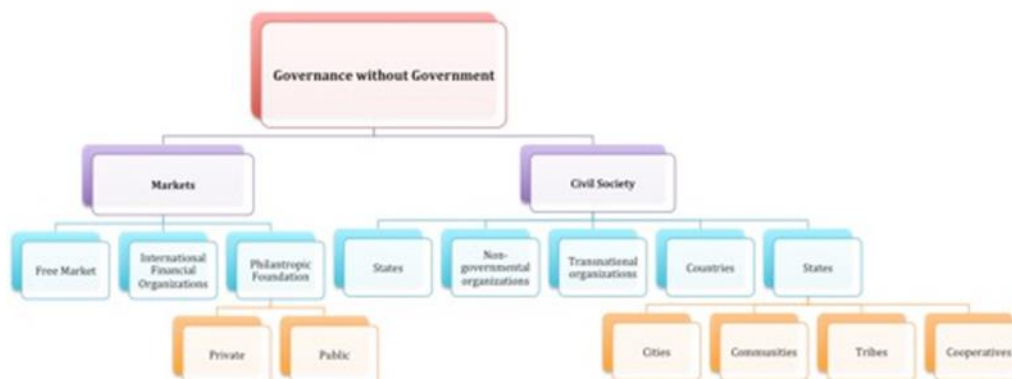 Governance without Government
Markets
Civil Society
Free Market
International
Financial
Organizations
Philantropic
Foundation
States
Non-
governmental
organizations
Transnational
organizations
Countries
States
Private
Public
Cities
Communities
Tribes
Cooperatives